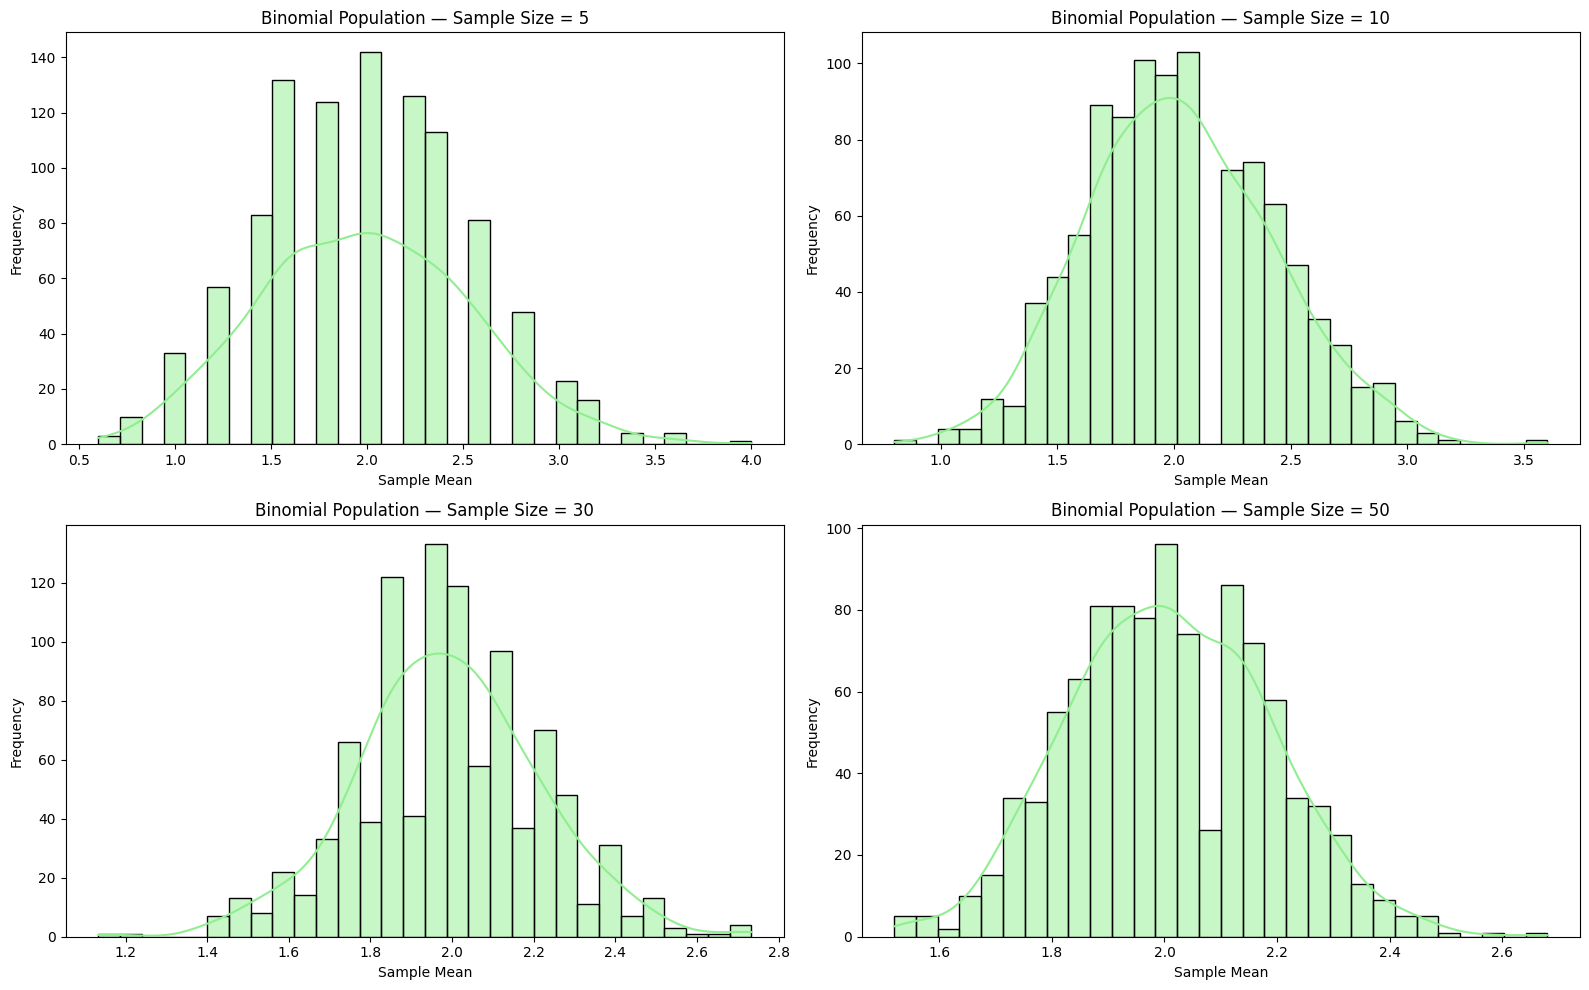 Binomial Population — Sample Size = 5
140
120
100
80
60
40
20
0
Frequency
0.5 1.0 1.5 2.0 2.5 3.0 3.5 4.0
Sample Mean
Binomial Population — Sample Size = 10
100
80
60
40
20
0
Frequency
1.0 1.5 2.0 2.5 3.0 3.5
Sample Mean
Binomial Population — Sample Size = 30
120
100
80
60
40
20
0
Frequency
1.2 1.4 1.6 1.8 2.0 2.2 2.4 2.6 2.8
Sample Mean
Binomial Population — Sample Size = 50
100
80
60
40
20
0
Frequency
1.6 1.8 2.0 2.2 2.4 2.6
Sample Mean